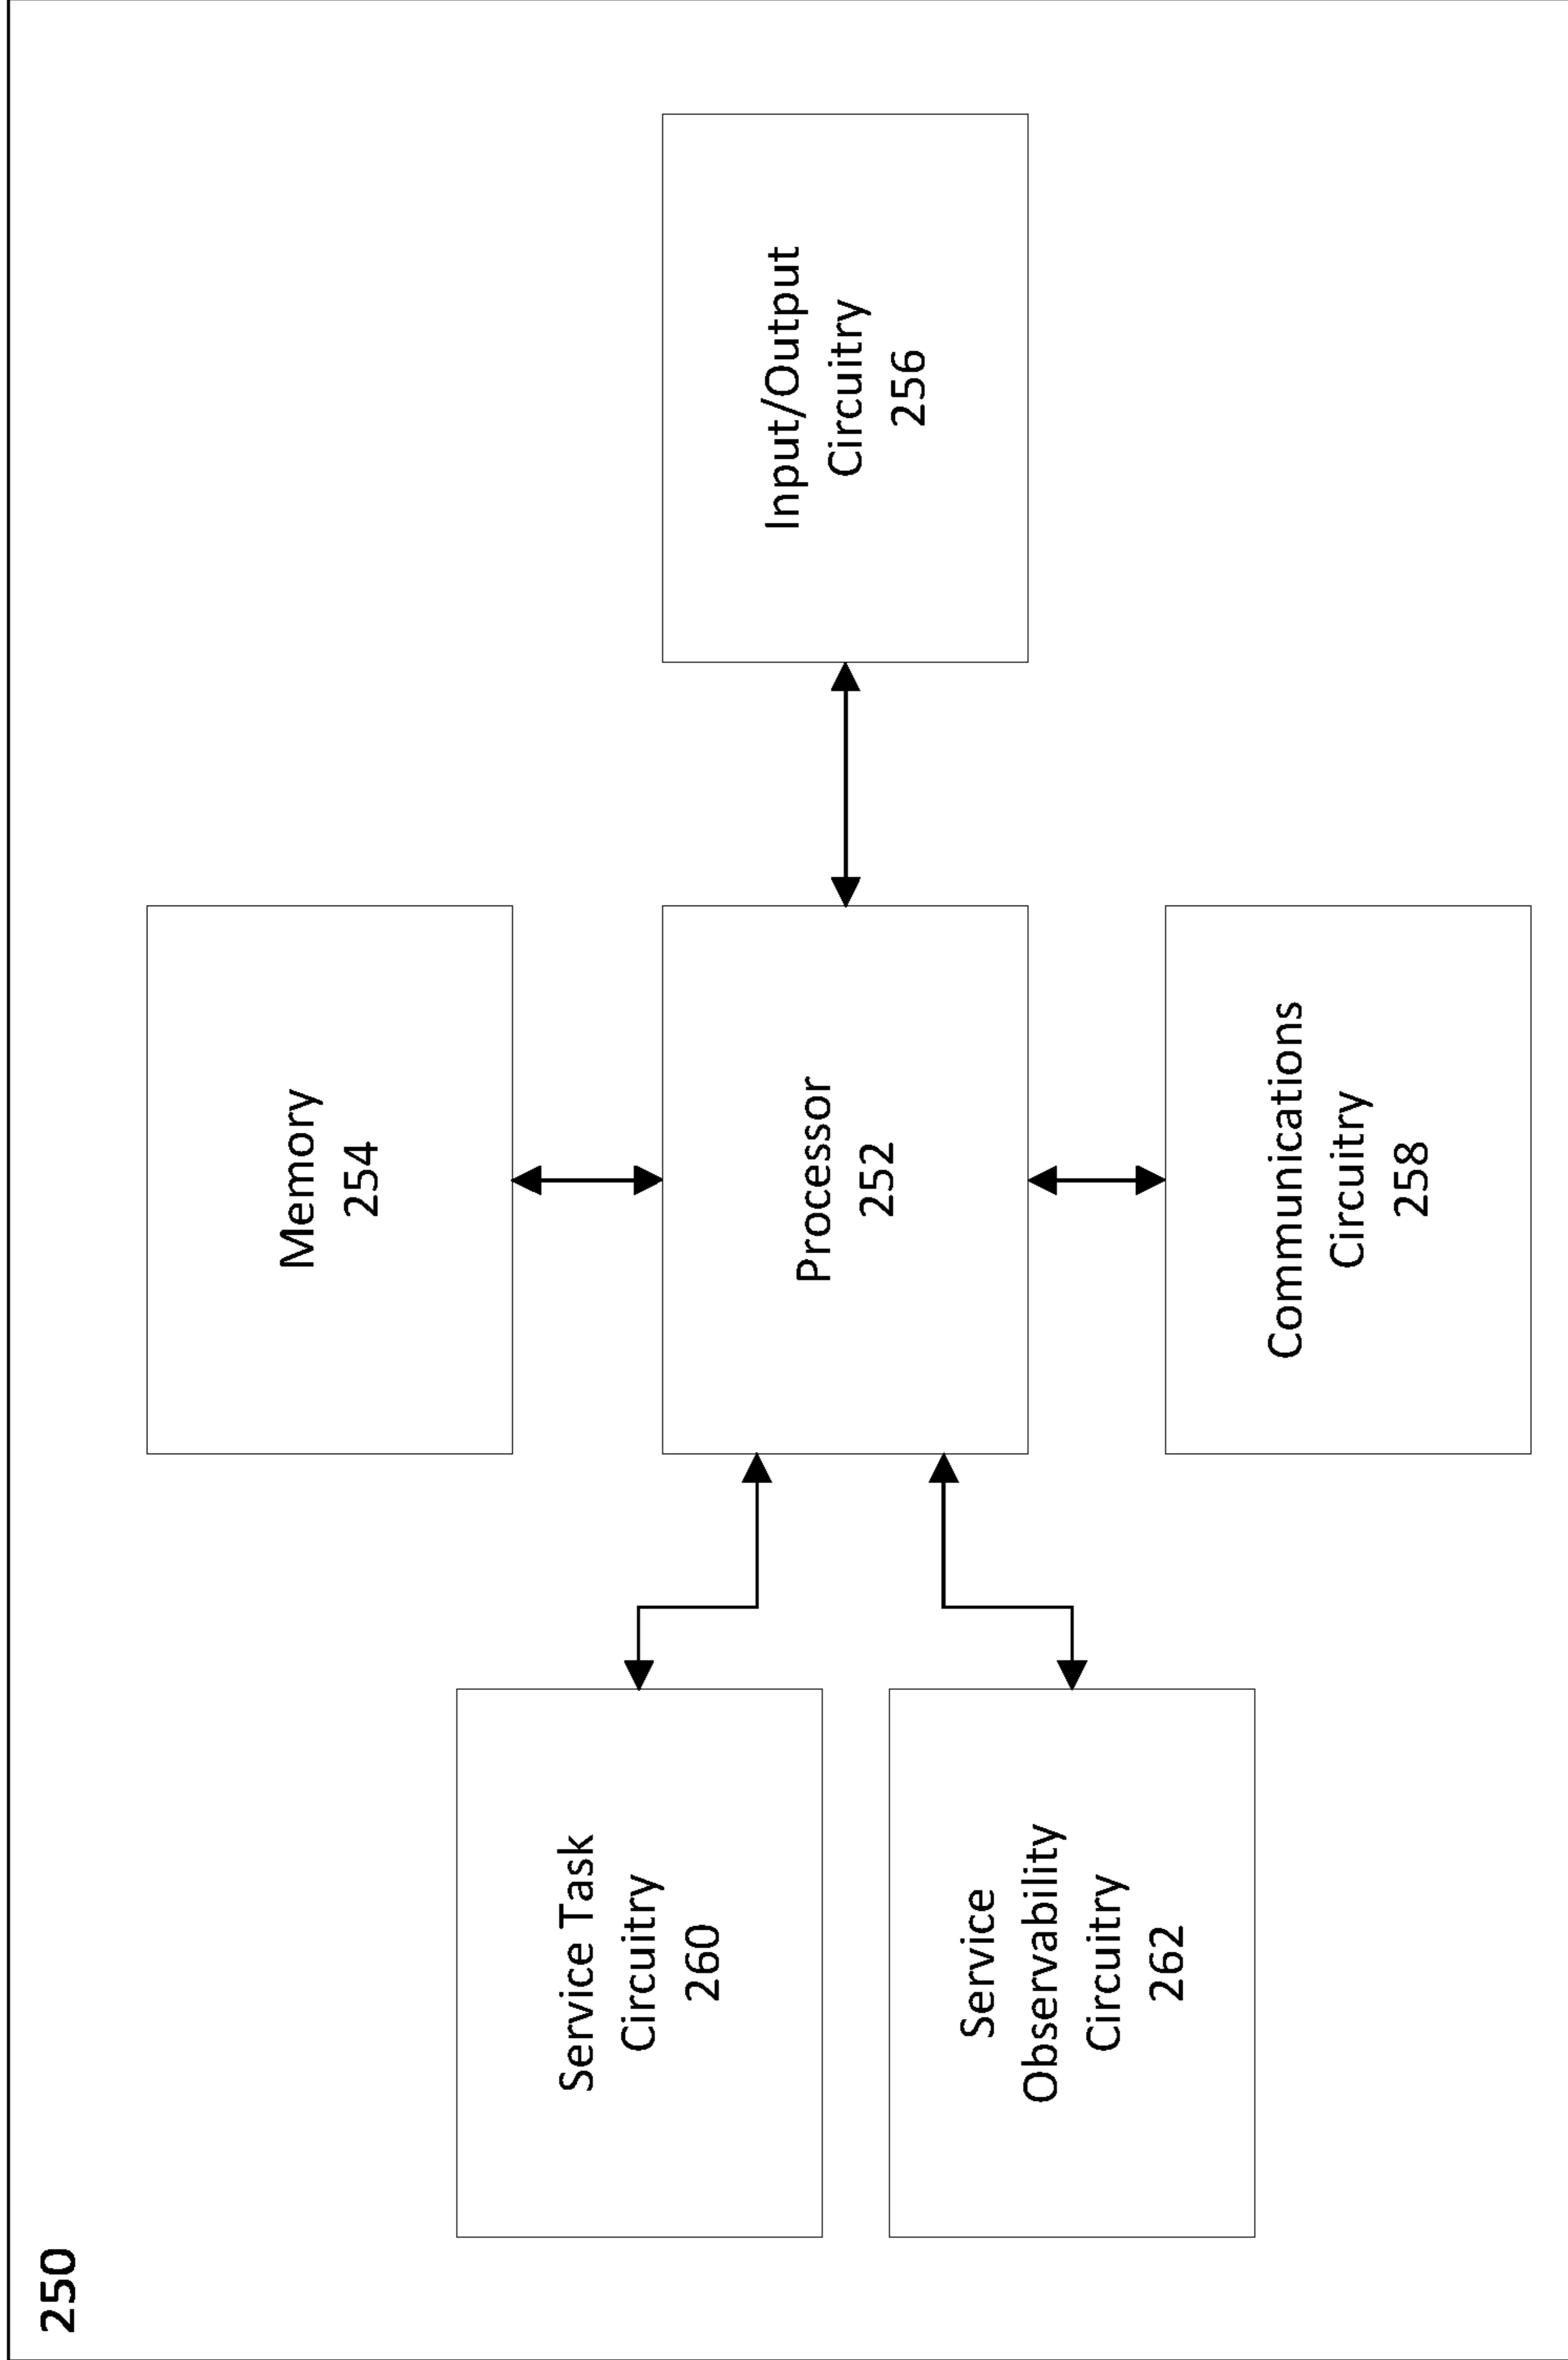 250
Memory
254
Service Task
Circuitry
260
Processor
252
Input/Output
Circuitry
256
Service
Observability
Circuitry
262
Communications
Circuitry
258